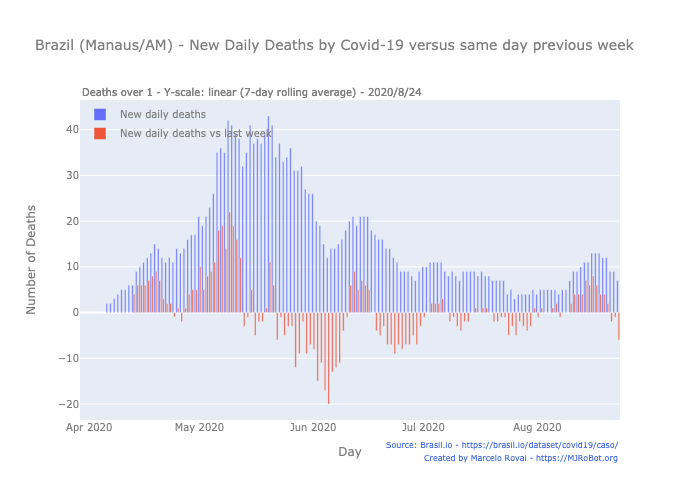 Brazil (Manaus/AM) - New Daily Deaths by Covid-19 versus same day previous week
Deaths over 1 - Y-scale: linear (7-day rolling average) - 2020/8/24
New daily deaths
New daily deaths vs last week
Number of Deaths
40
30
20
10
0
−10
−20
Apr 2020 May 2020 Jun 2020 Jul 2020 Aug 2020
Day
Source: Brasil.io - https://brasil.io/dataset/covid19/caso/
Created by Marcelo Rovai - https://MJRoBot.org